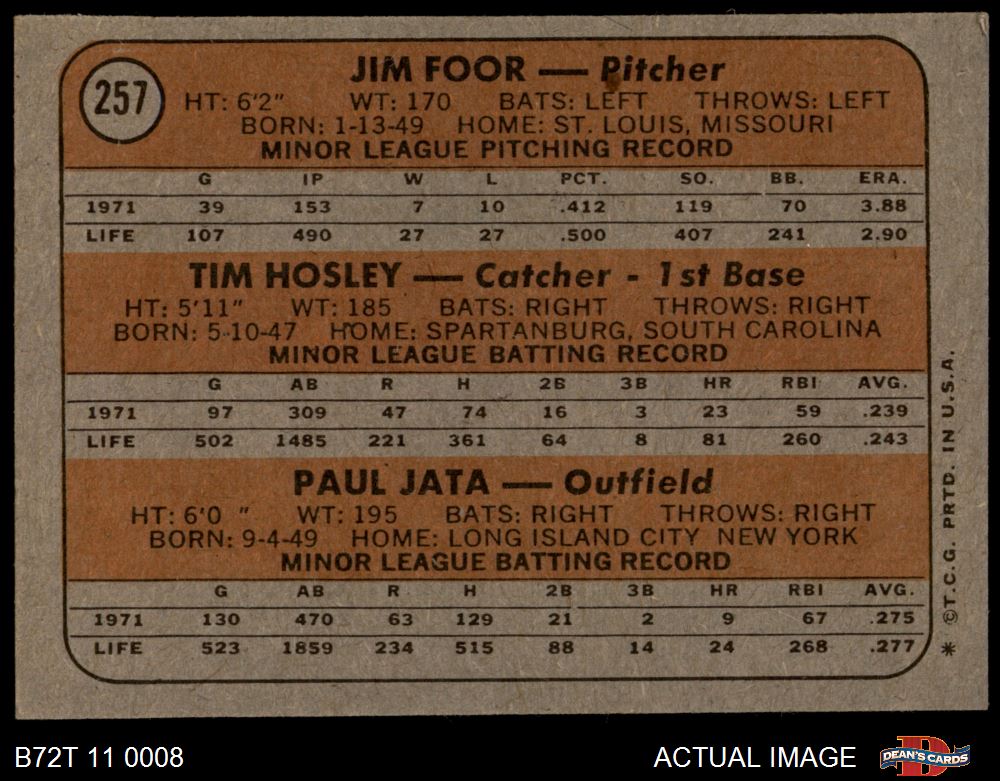 257
JIM FOOR — Pitcher
HT: 6'2" WT: 170 BATS: LEFT THROWS: LEFT
BORN: 1-13-49 HOME: ST. LOUIS, MISSOURI
MINOR LEAGUE PITCHING RECORD
G IP W L PCT. SO. BB. ERA.
1971 39 153 7 10 .412 119 70 3.88
LIFE 107 490 27 27 .500 407 241 2.90
TIM HOSLEY — Catcher - 1st Base
HT: 5'11" WT: 185 BATS: RIGHT THROWS: RIGHT
BORN: 5-10-47 HOME: SPARTANBURG, SOUTH CAROLINA
MINOR LEAGUE BATTING RECORD
G AB R H 2B 3B HR RBI AVG.
1971 97 309 47 74 16 3 23 59 .239
LIFE 502 1485 221 361 64 8 81 260 .243
PAUL JATA — Outfield
HT: 6'0 " WT: 195 BATS: RIGHT THROWS: RIGHT
BORN: 9-4-49 HOME: LONG ISLAND CITY NEW YORK
MINOR LEAGUE BATTING RECORD
G AB R H 2B 3B HR RBI AVG.
1971 130 470 63 129 21 2 9 67 .275
LIFE 523 1859 234 515 88 14 24 268 .277
* © T.C.G. PRTD. IN U.S.A.
B72T 11 0008 ACTUAL IMAGE
DEAN'S CARDS